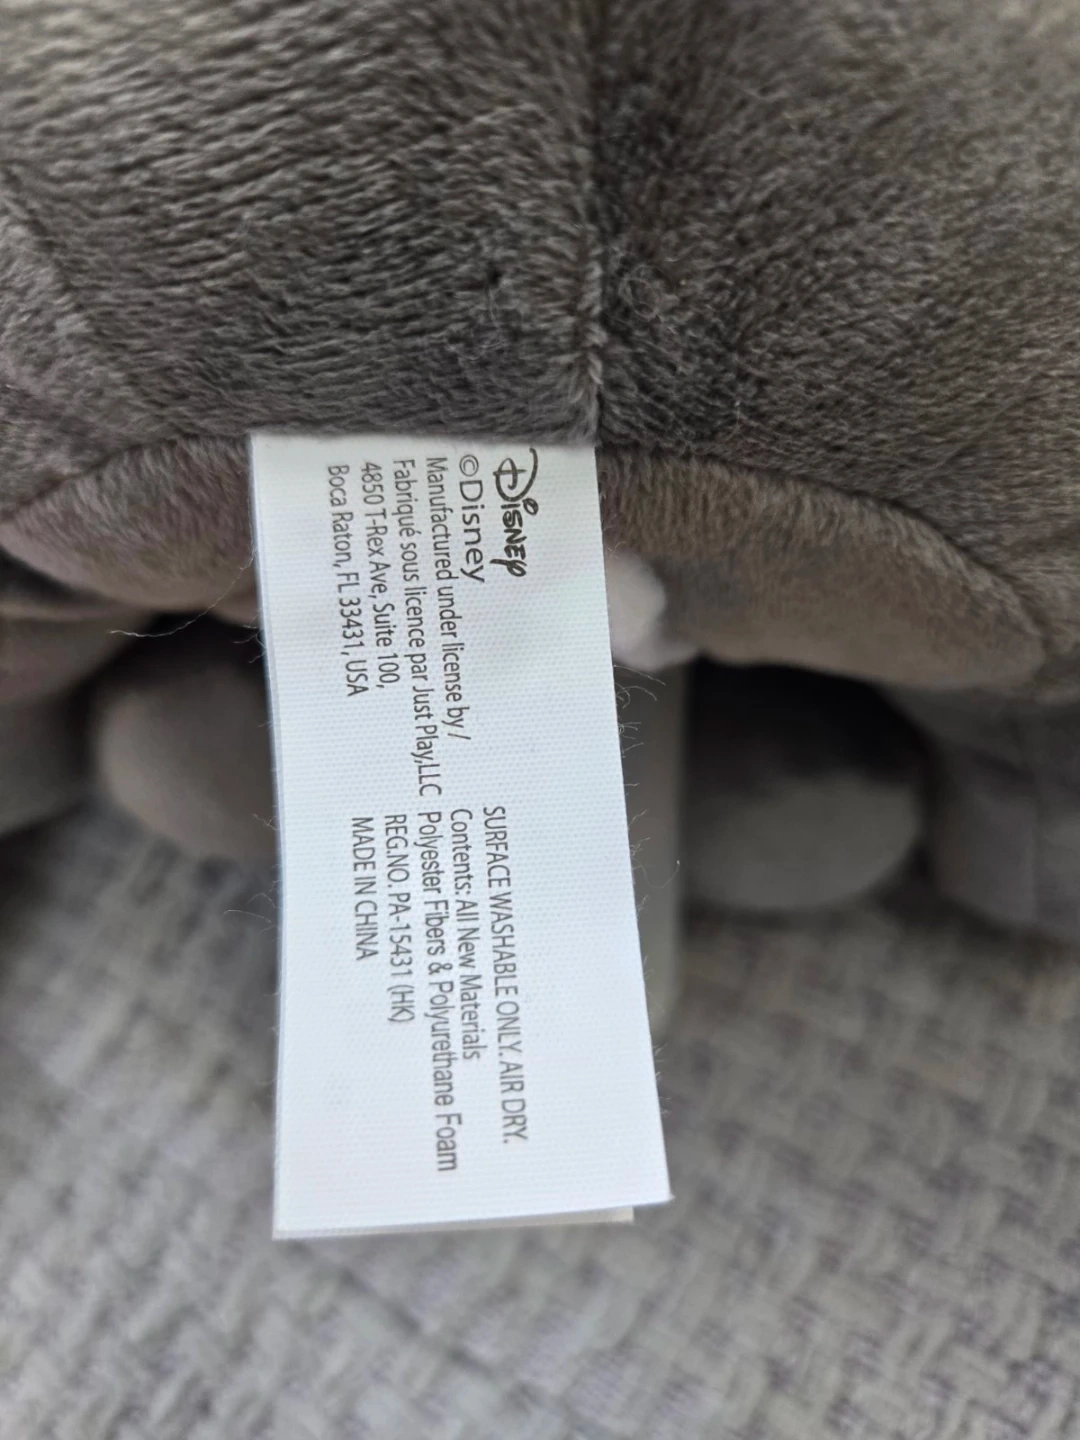 Disney
©Disney
Manufactured under license by /
Fabriqué sous licence par Just Play,LLC
4850 T-Rex Ave, Suite 100,
Boca Raton, FL 33431, USA
SURFACE WASHABLE ONLY. AIR DRY.
Contents: All New Materials
Polyester Fibers & Polyurethane Foam
REG.NO. PA-15431 (HK)
MADE IN CHINA